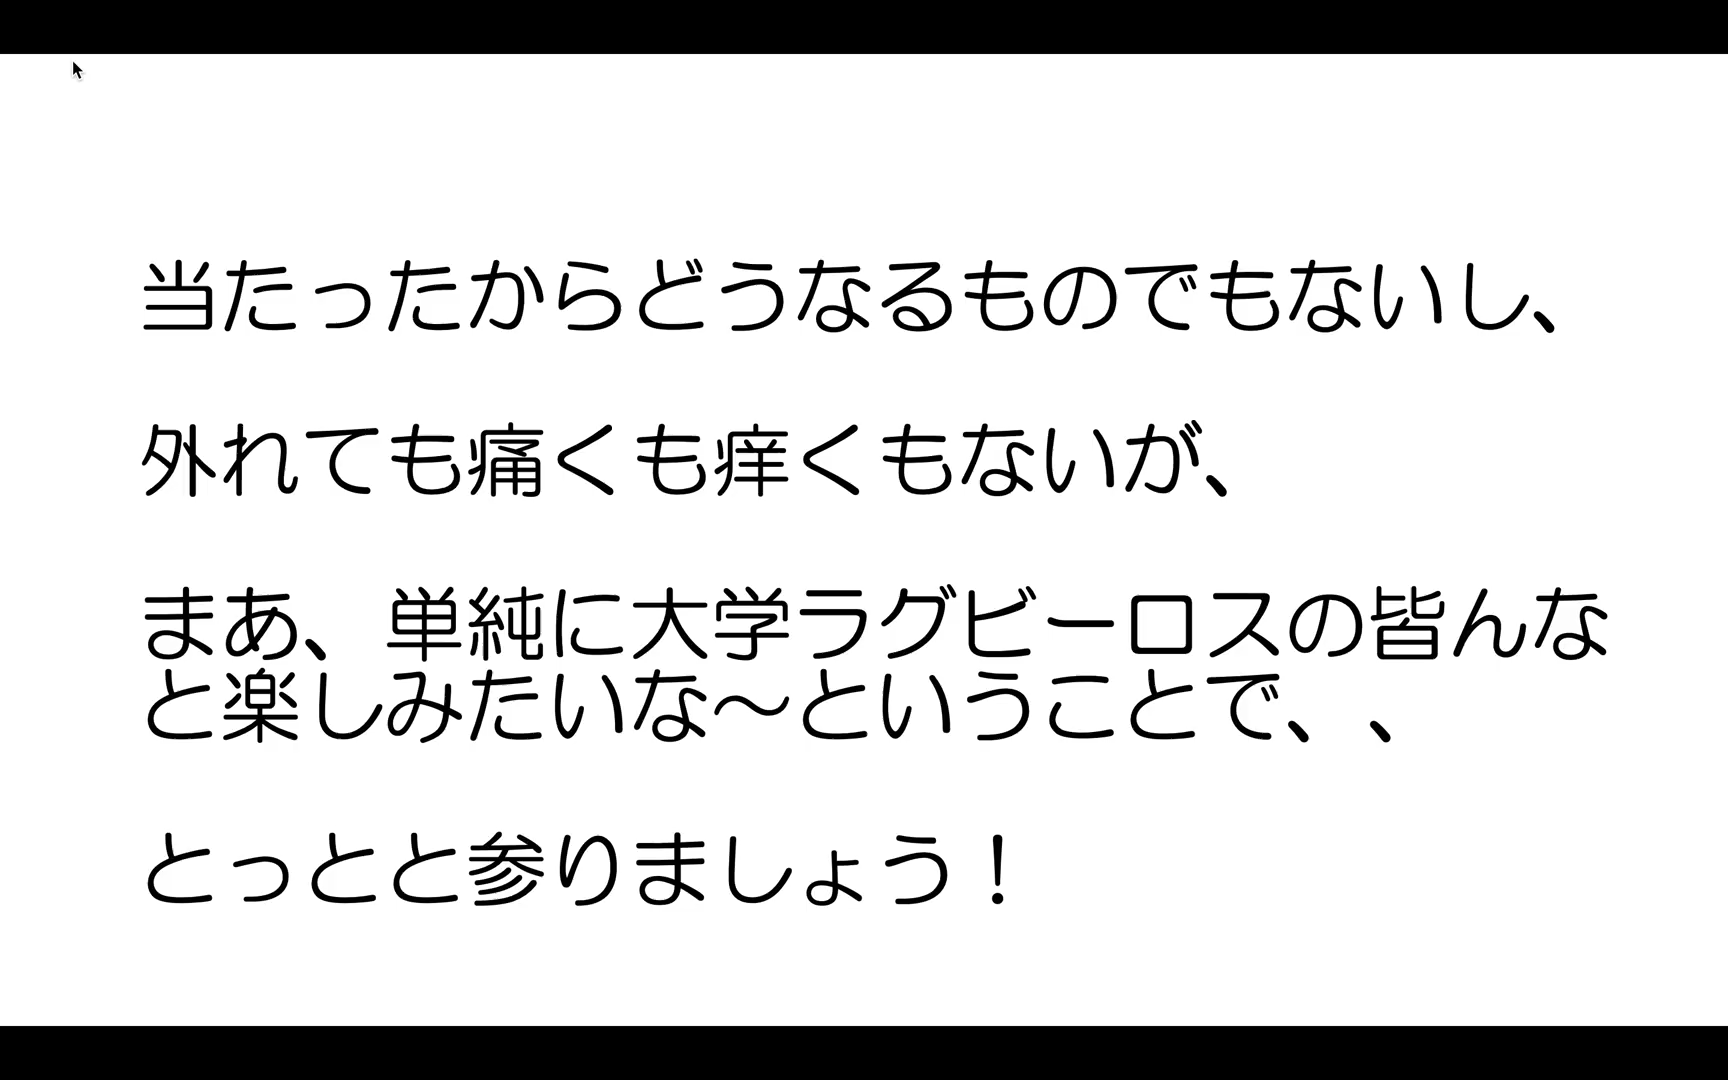 当たったからどうなるものでもないし、
外れても痛くも痒くもないが、
まあ、単純に大学ラグビーロスの皆んな
と楽しみたいな〜ということで、、
とっとと参りましょう！